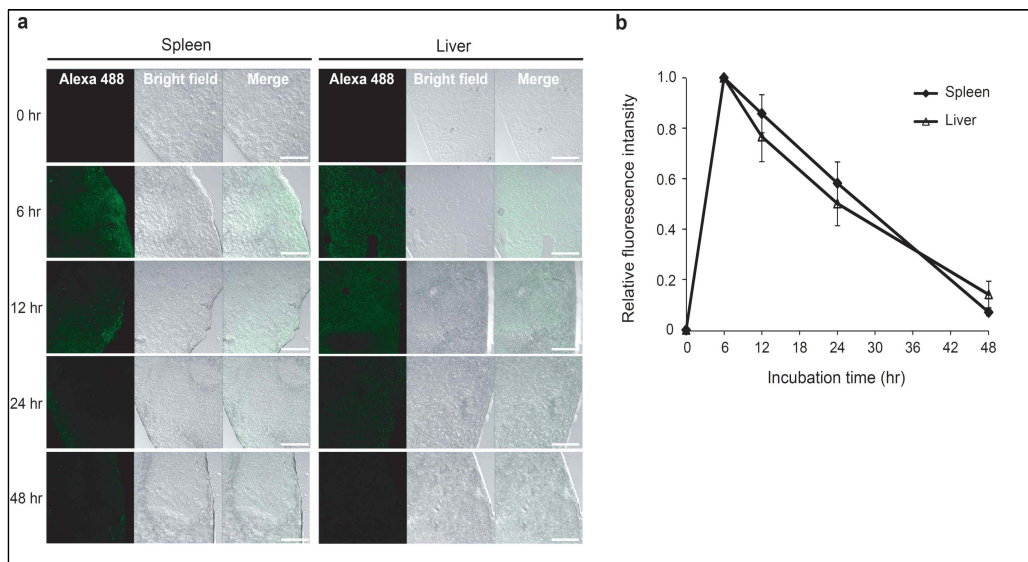 a
Spleen
Liver
Alexa 488 Bright field Merge
Alexa 488 Bright field Merge
0 hr
6 hr
12 hr
24 hr
48 hr
b
Relative fluorescence intansity
1.0
0.8
0.6
0.4
0.2
0
0 6 12 18 24 30 36 42 48
Incubation time (hr)
Spleen
Liver